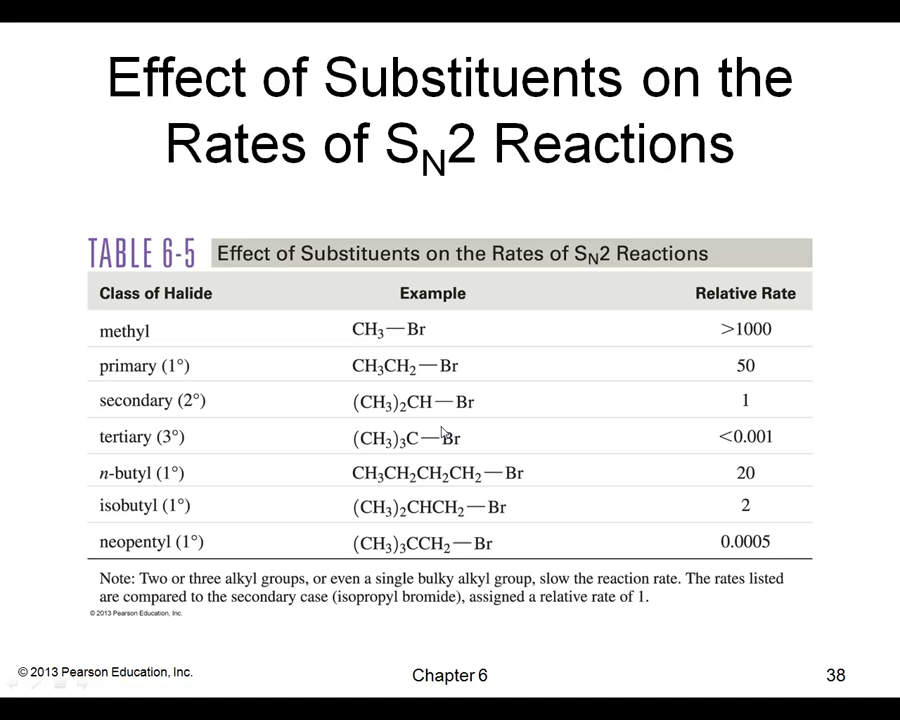 Effect of Substituents on the
Rates of SN2 Reactions
TABLE 6-5 Effect of Substituents on the Rates of SN2 Reactions
Class of Halide Example Relative Rate
methyl CH3—Br >1000
primary (1°) CH3CH2—Br 50
secondary (2°) (CH3)2CH—Br 1
tertiary (3°) (CH3)3C—Br <0.001
n-butyl (1°) CH3CH2CH2CH2—Br 20
isobutyl (1°) (CH3)2CHCH2—Br 2
neopentyl (1°) (CH3)3CCH2—Br 0.0005
Note: Two or three alkyl groups, or even a single bulky alkyl group, slow the reaction rate. The rates listed
are compared to the secondary case (isopropyl bromide), assigned a relative rate of 1.
© 2013 Pearson Education, Inc.
© 2013 Pearson Education, Inc. Chapter 6 38